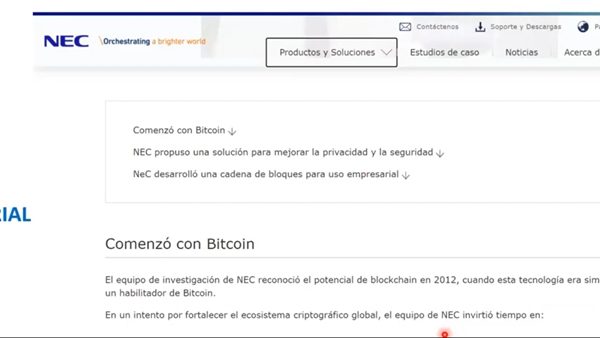 Contáctenos Soporte y Descargas
NEC \Orchestrating a brighter world
Productos y Soluciones Estudios de caso Noticias Acerca d
Comenzó con Bitcoin
NEC propuso una solución para mejorar la privacidad y la seguridad
NeC desarrolló una cadena de bloques para uso empresarial
RIAL
Comenzó con Bitcoin
El equipo de investigación de NEC reconoció el potencial de blockchain en 2012, cuando esta tecnología era sim
un habilitador de Bitcoin.
En un intento por fortalecer el ecosistema criptográfico global, el equipo de NEC invirtió tiempo en: